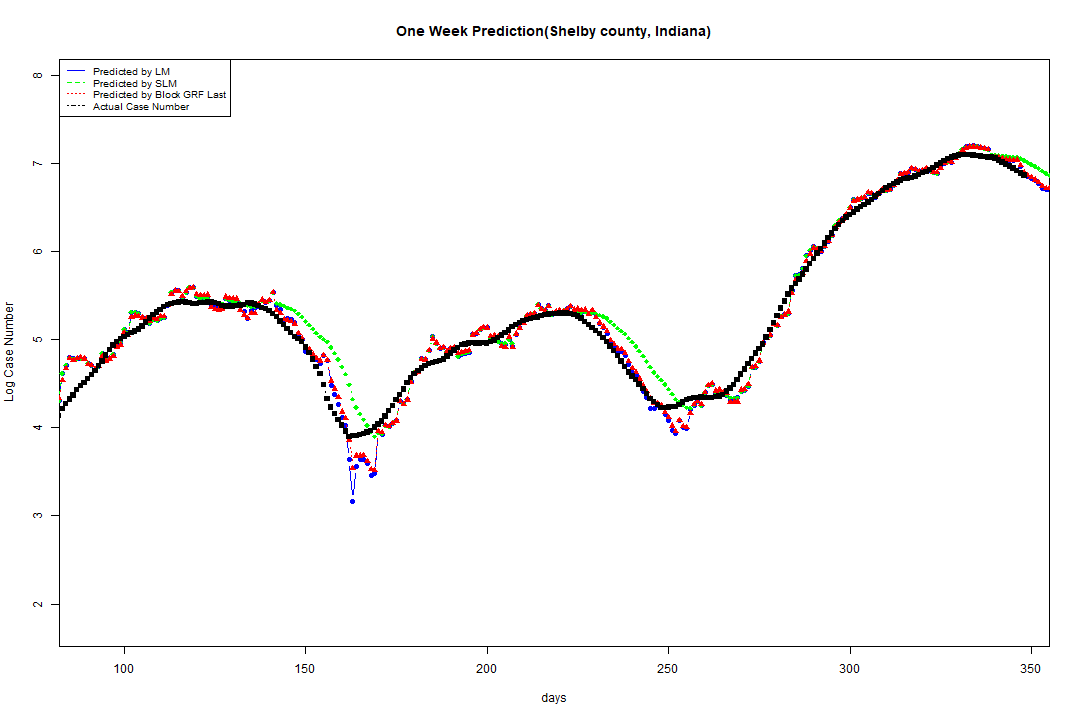 One Week Prediction(Shelby county, Indiana)
Predicted by LM
Predicted by SLM
Predicted by Block GRF Last
Actual Case Number
8
7
6
5
4
3
2
Log Case Number
100 150 200 250 300 350
days